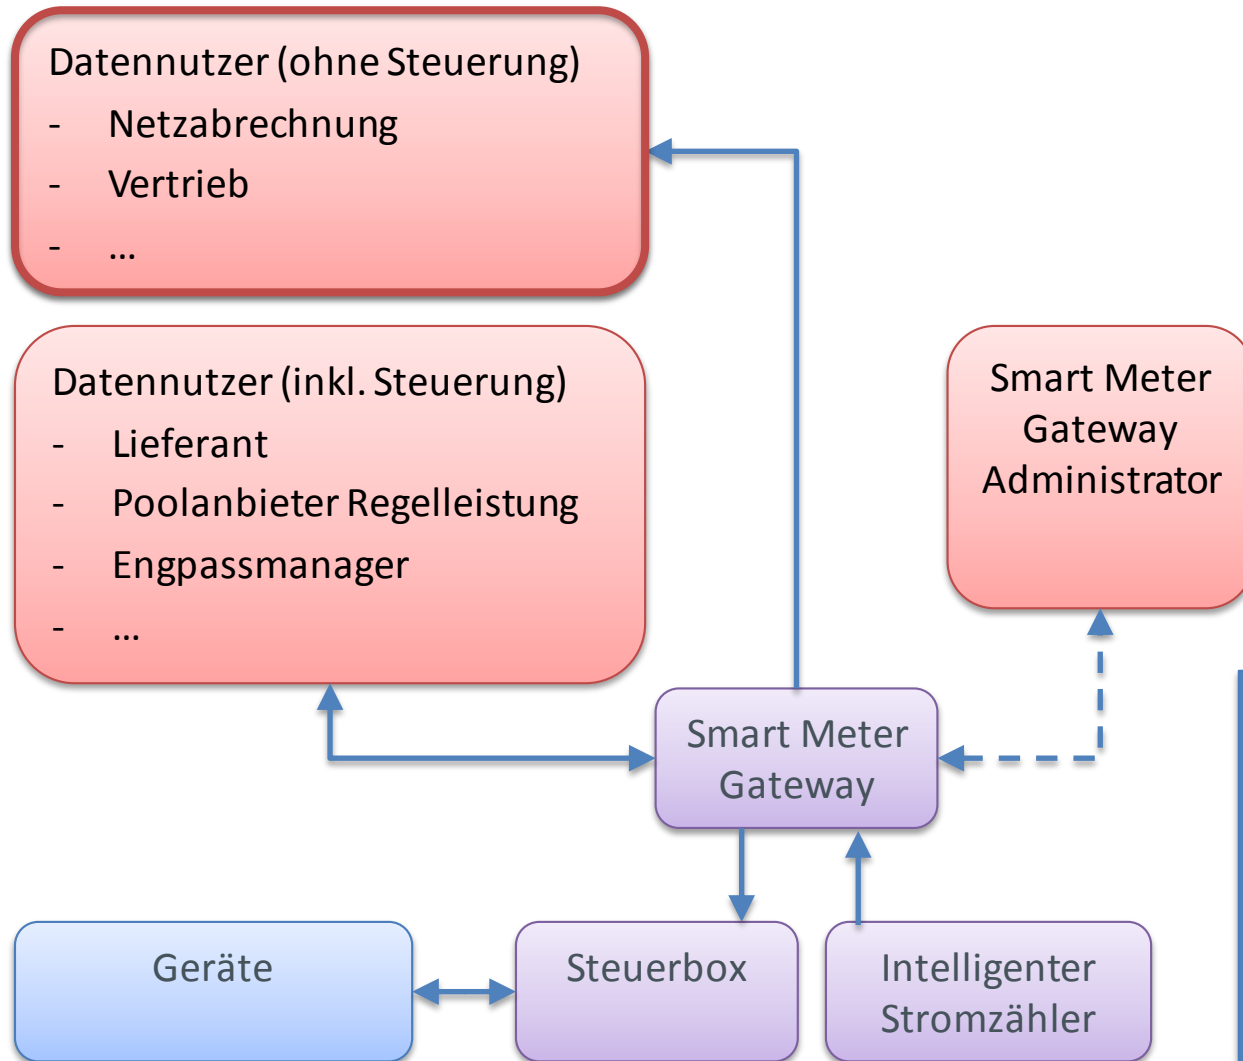 Datennutzer (ohne Steuerung)
- Netzabrechnung
- Vertrieb
- ...
Datennutzer (inkl. Steuerung)
- Lieferant
- Poolanbieter Regelleistung
- Engpassmanager
- ...
Smart Meter
Gateway
Administrator
Smart Meter
Gateway
Geräte
Steuerbox
Intelligenter
Stromzähler